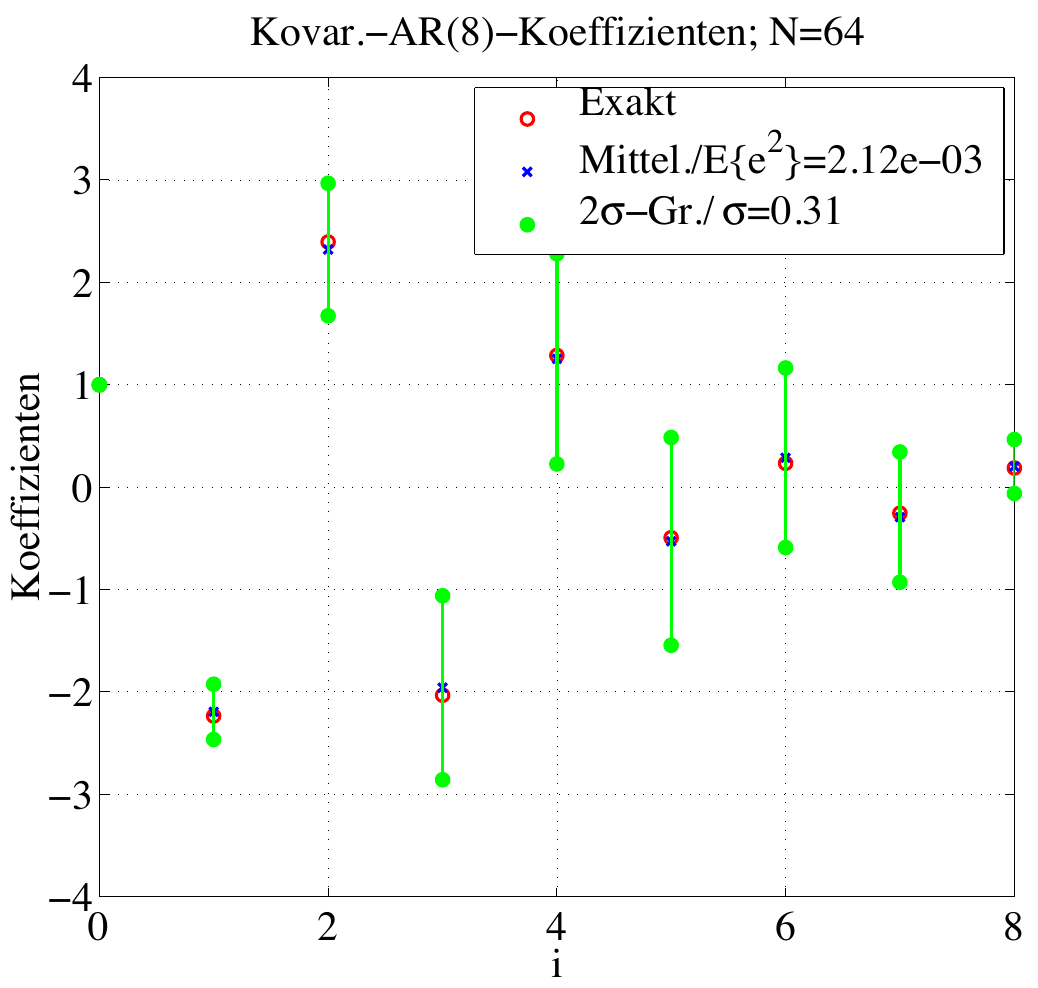 Kovar.−AR(8)−Koeffizienten; N=64
Exakt
Mittel./E{e²}=2.12e−03
2σ−Gr./ σ=0.31
4
3
2
1
0
−1
−2
−3
−4
Koeffizienten
0 2 4 6 8
i